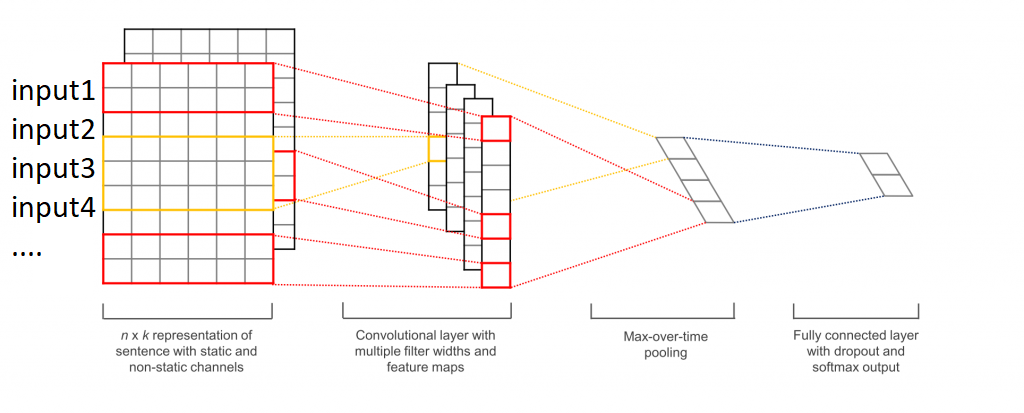 input1
input2
input3
input4
....
n x k representation of
sentence with static and
non-static channels
Convolutional layer with
multiple filter widths and
feature maps
Max-over-time
pooling
Fully connected layer
with dropout and
softmax output